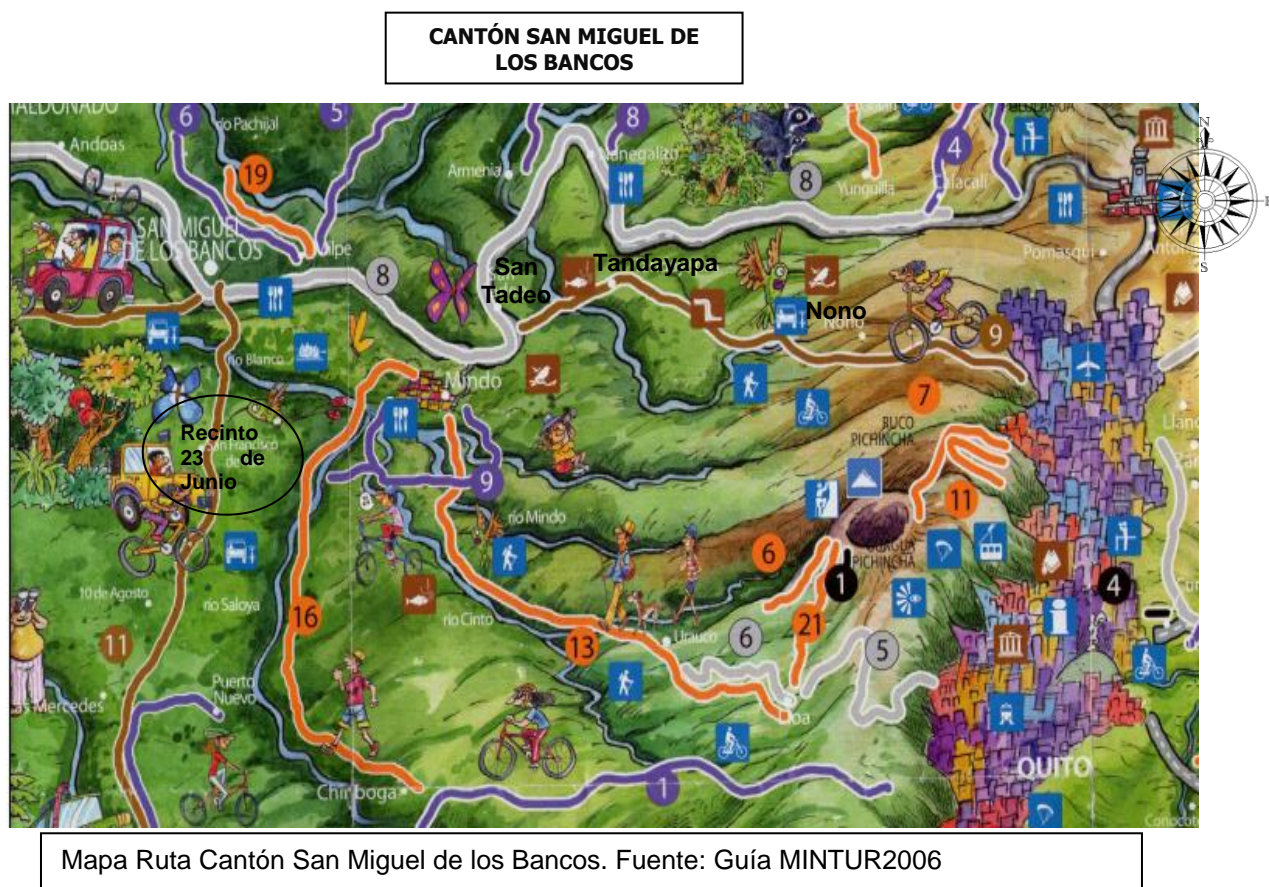 CANTÓN SAN MIGUEL DE
LOS BANCOS
Andoas
6
río Pachijal
5
8
4
N
19
Armenia
Nanegalito
8
Yunguilla
Calacalí
SAN MIGUEL
DE LOS BANCOS
Pomasqui
S
8
San
Tadeo
Tandayapa
Nono
Nono
9
río Blanco
Mindo
7
RUCO
PICHINCHA
Recinto
23 de
Junio
9
11
río Mindo
6
PICHINCHA
1
4
10 de Agosto
río Saloya
16
río Cinto
13
Urauco
6
21
5
11
Puerto
Nuevo
Mercedes
Lloa
QUITO
Chiriboga
1
Mapa Ruta Cantón San Miguel de los Bancos. Fuente: Guía MINTUR2006